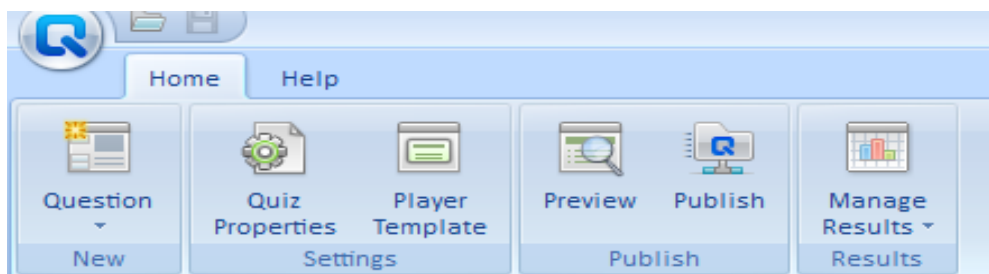 Home Help
Question Quiz Properties Player Template Preview Publish Manage Results
New Settings Publish Results